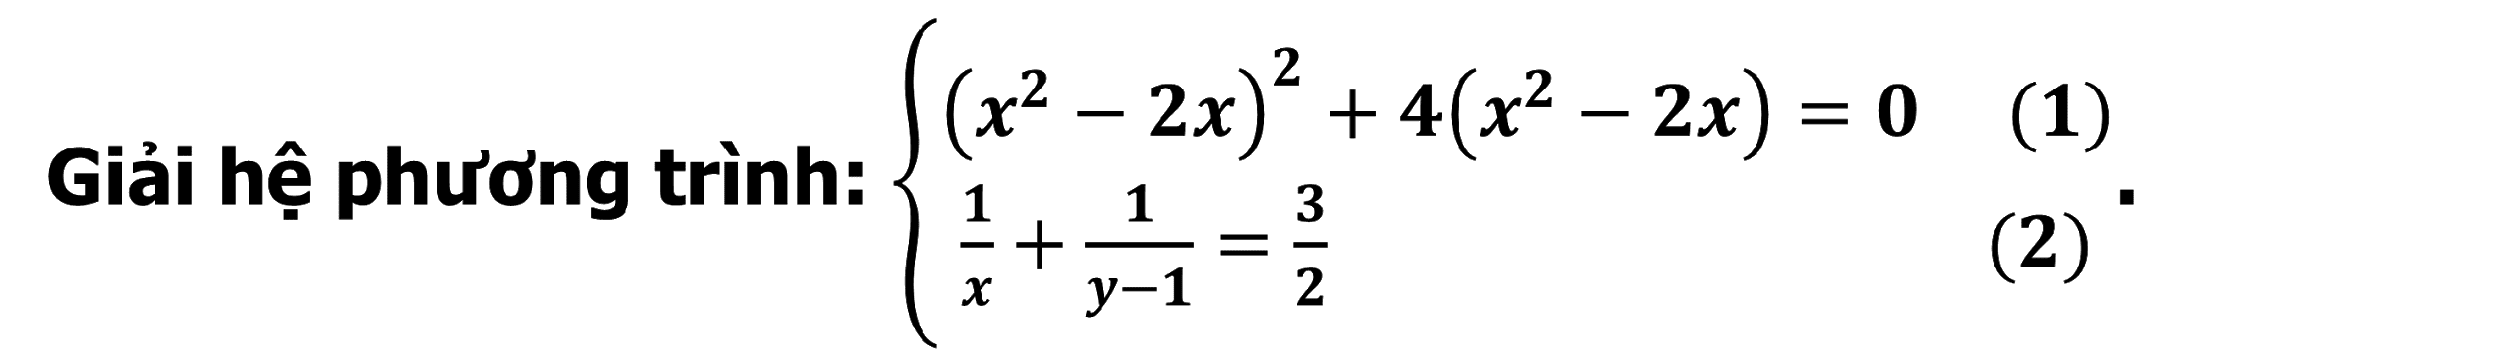 Giải hệ phương trình: { (x² − 2x)² + 4(x² − 2x) = 0 (1)
1/x + 1/(y−1) = 3/2 (2) .